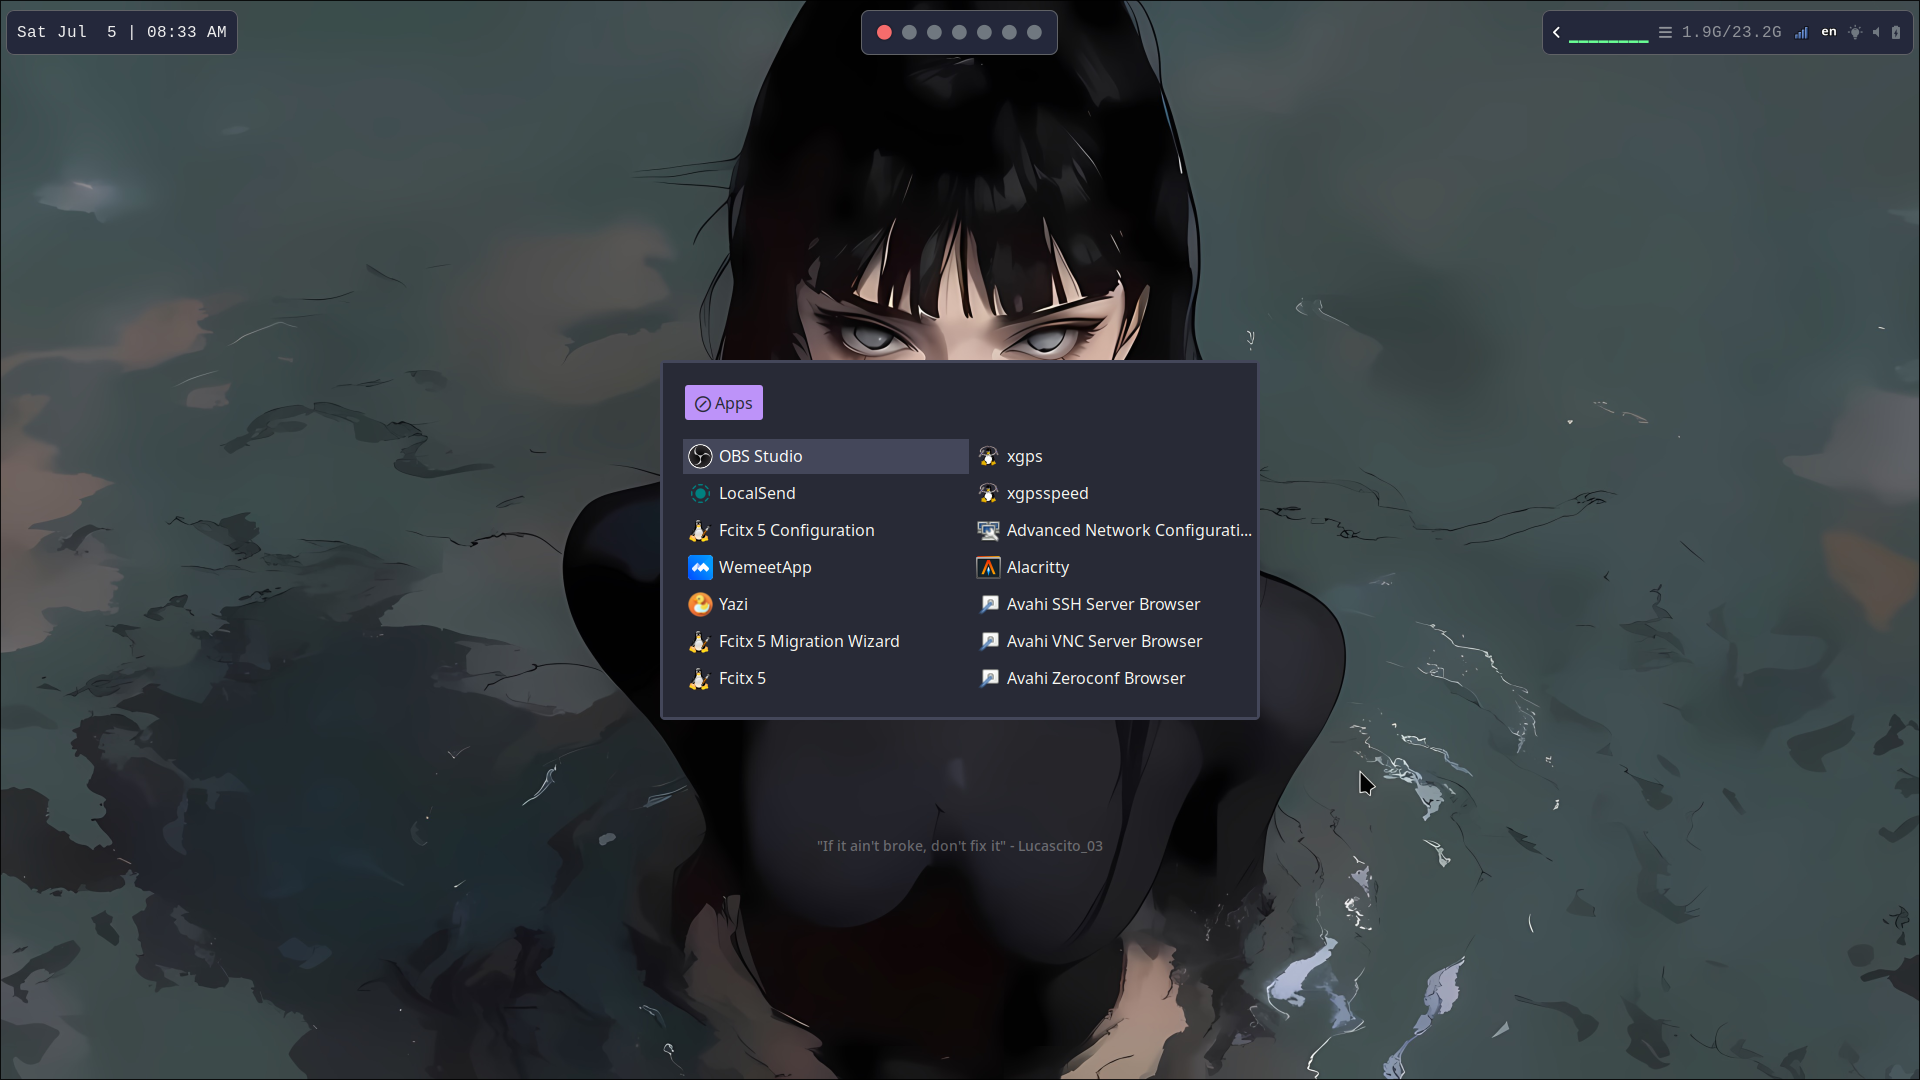 Sat Jul  5 | 08:33 AM
1.9G/23.2G
en
Apps
OBS Studio
LocalSend
Fcitx 5 Configuration
WemeetApp
Yazi
Fcitx 5 Migration Wizard
Fcitx 5
xgps
xgpsspeed
Advanced Network Configurati...
Alacritty
Avahi SSH Server Browser
Avahi VNC Server Browser
Avahi Zeroconf Browser
"If it ain't broke, don't fix it" - Lucascito_03